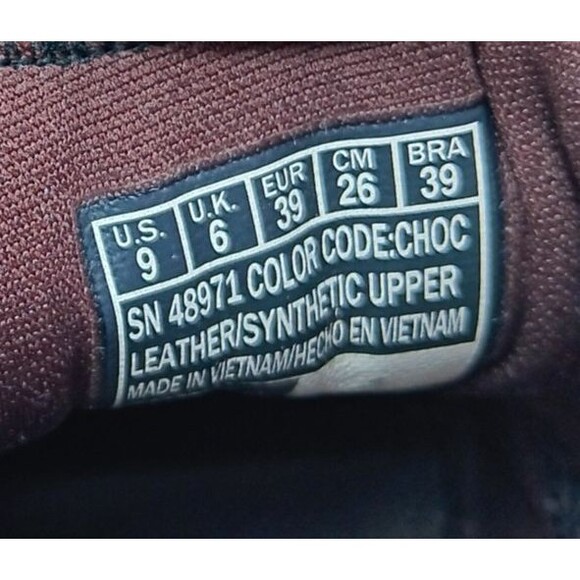 U.S. U.K. EUR CM BRA
9 6 39 26 39
SN 48971 COLOR CODE:CHOC
LEATHER/SYNTHETIC UPPER
MADE IN VIETNAM/HECHO EN VIETNAM